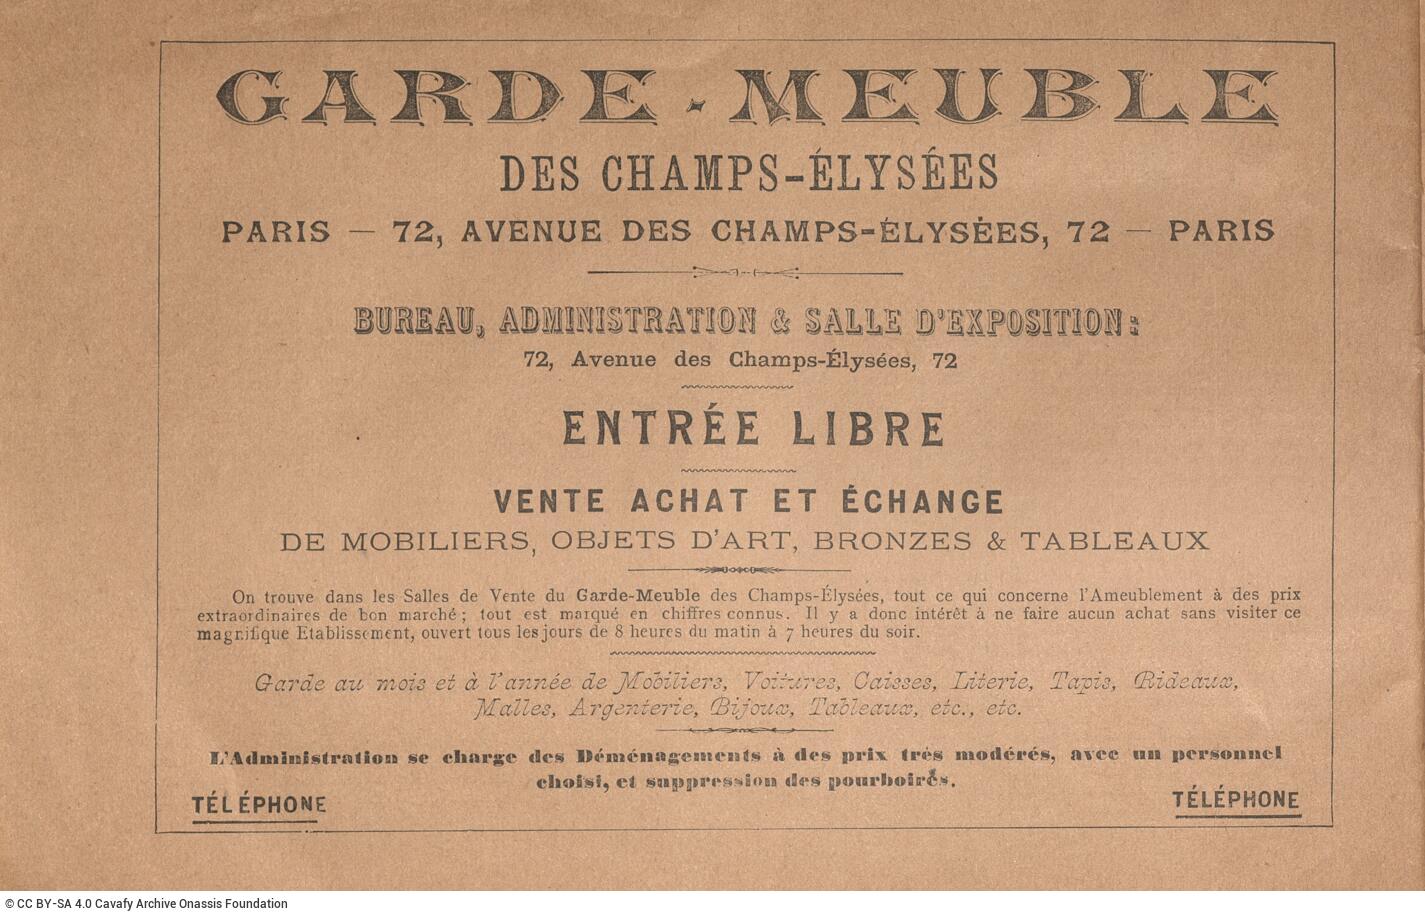 GARDE-MEUBLE
DES CHAMPS-ÉLYSÉES
PARIS — 72, AVENUE DES CHAMPS-ÉLYSÉES, 72 — PARIS
BUREAU, ADMINISTRATION & SALLE D'EXPOSITION:
72, Avenue des Champs-Élysées, 72
ENTRÉE LIBRE
VENTE ACHAT ET ÉCHANGE
DE MOBILIERS, OBJETS D'ART, BRONZES & TABLEAUX
On trouve dans les Salles de Vente du Garde-Meuble des Champs-Élysées, tout ce qui concerne l'Ameublement à des prix
extraordinaires de bon marché; tout est marqué en chiffres connus. Il y a donc intérêt à ne faire aucun achat sans visiter ce
magnifique Etablissement, ouvert tous les jours de 8 heures du matin à 7 heures du soir.
Garde au mois et à l'année de Mobiliers, Voitures, Caisses, Literie, Tapis, Rideaux,
Malles, Argenterie, Bijoux, Tableaux, etc., etc.
L'Administration se charge des Déménagements à des prix très modérés, avec un personnel
choisi, et suppression des pourboires.
TÉLÉPHONE
TÉLÉPHONE
© CC BY-SA 4.0 Cavafy Archive Onassis Foundation